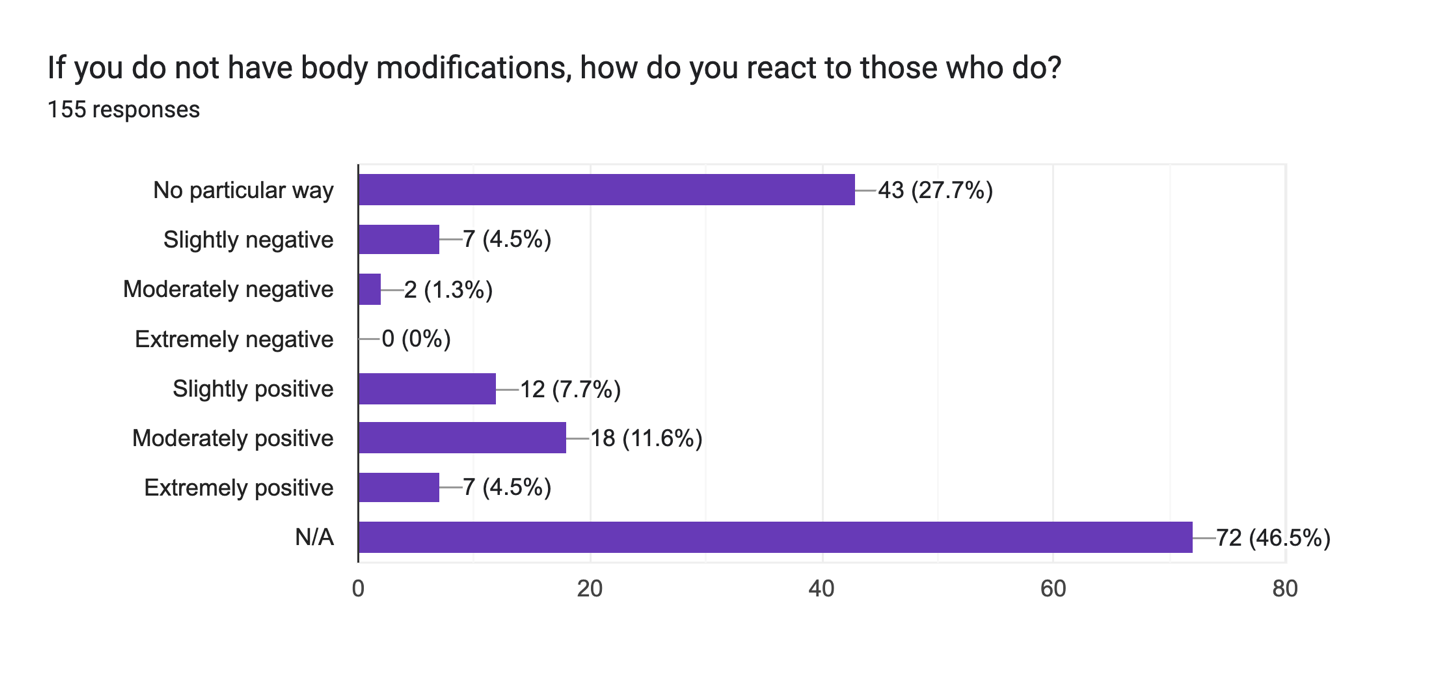 If you do not have body modifications, how do you react to those who do?
155 responses
No particular way 43 (27.7%)
Slightly negative 7 (4.5%)
Moderately negative 2 (1.3%)
Extremely negative 0 (0%)
Slightly positive 12 (7.7%)
Moderately positive 18 (11.6%)
Extremely positive 7 (4.5%)
N/A 72 (46.5%)
0 20 40 60 80